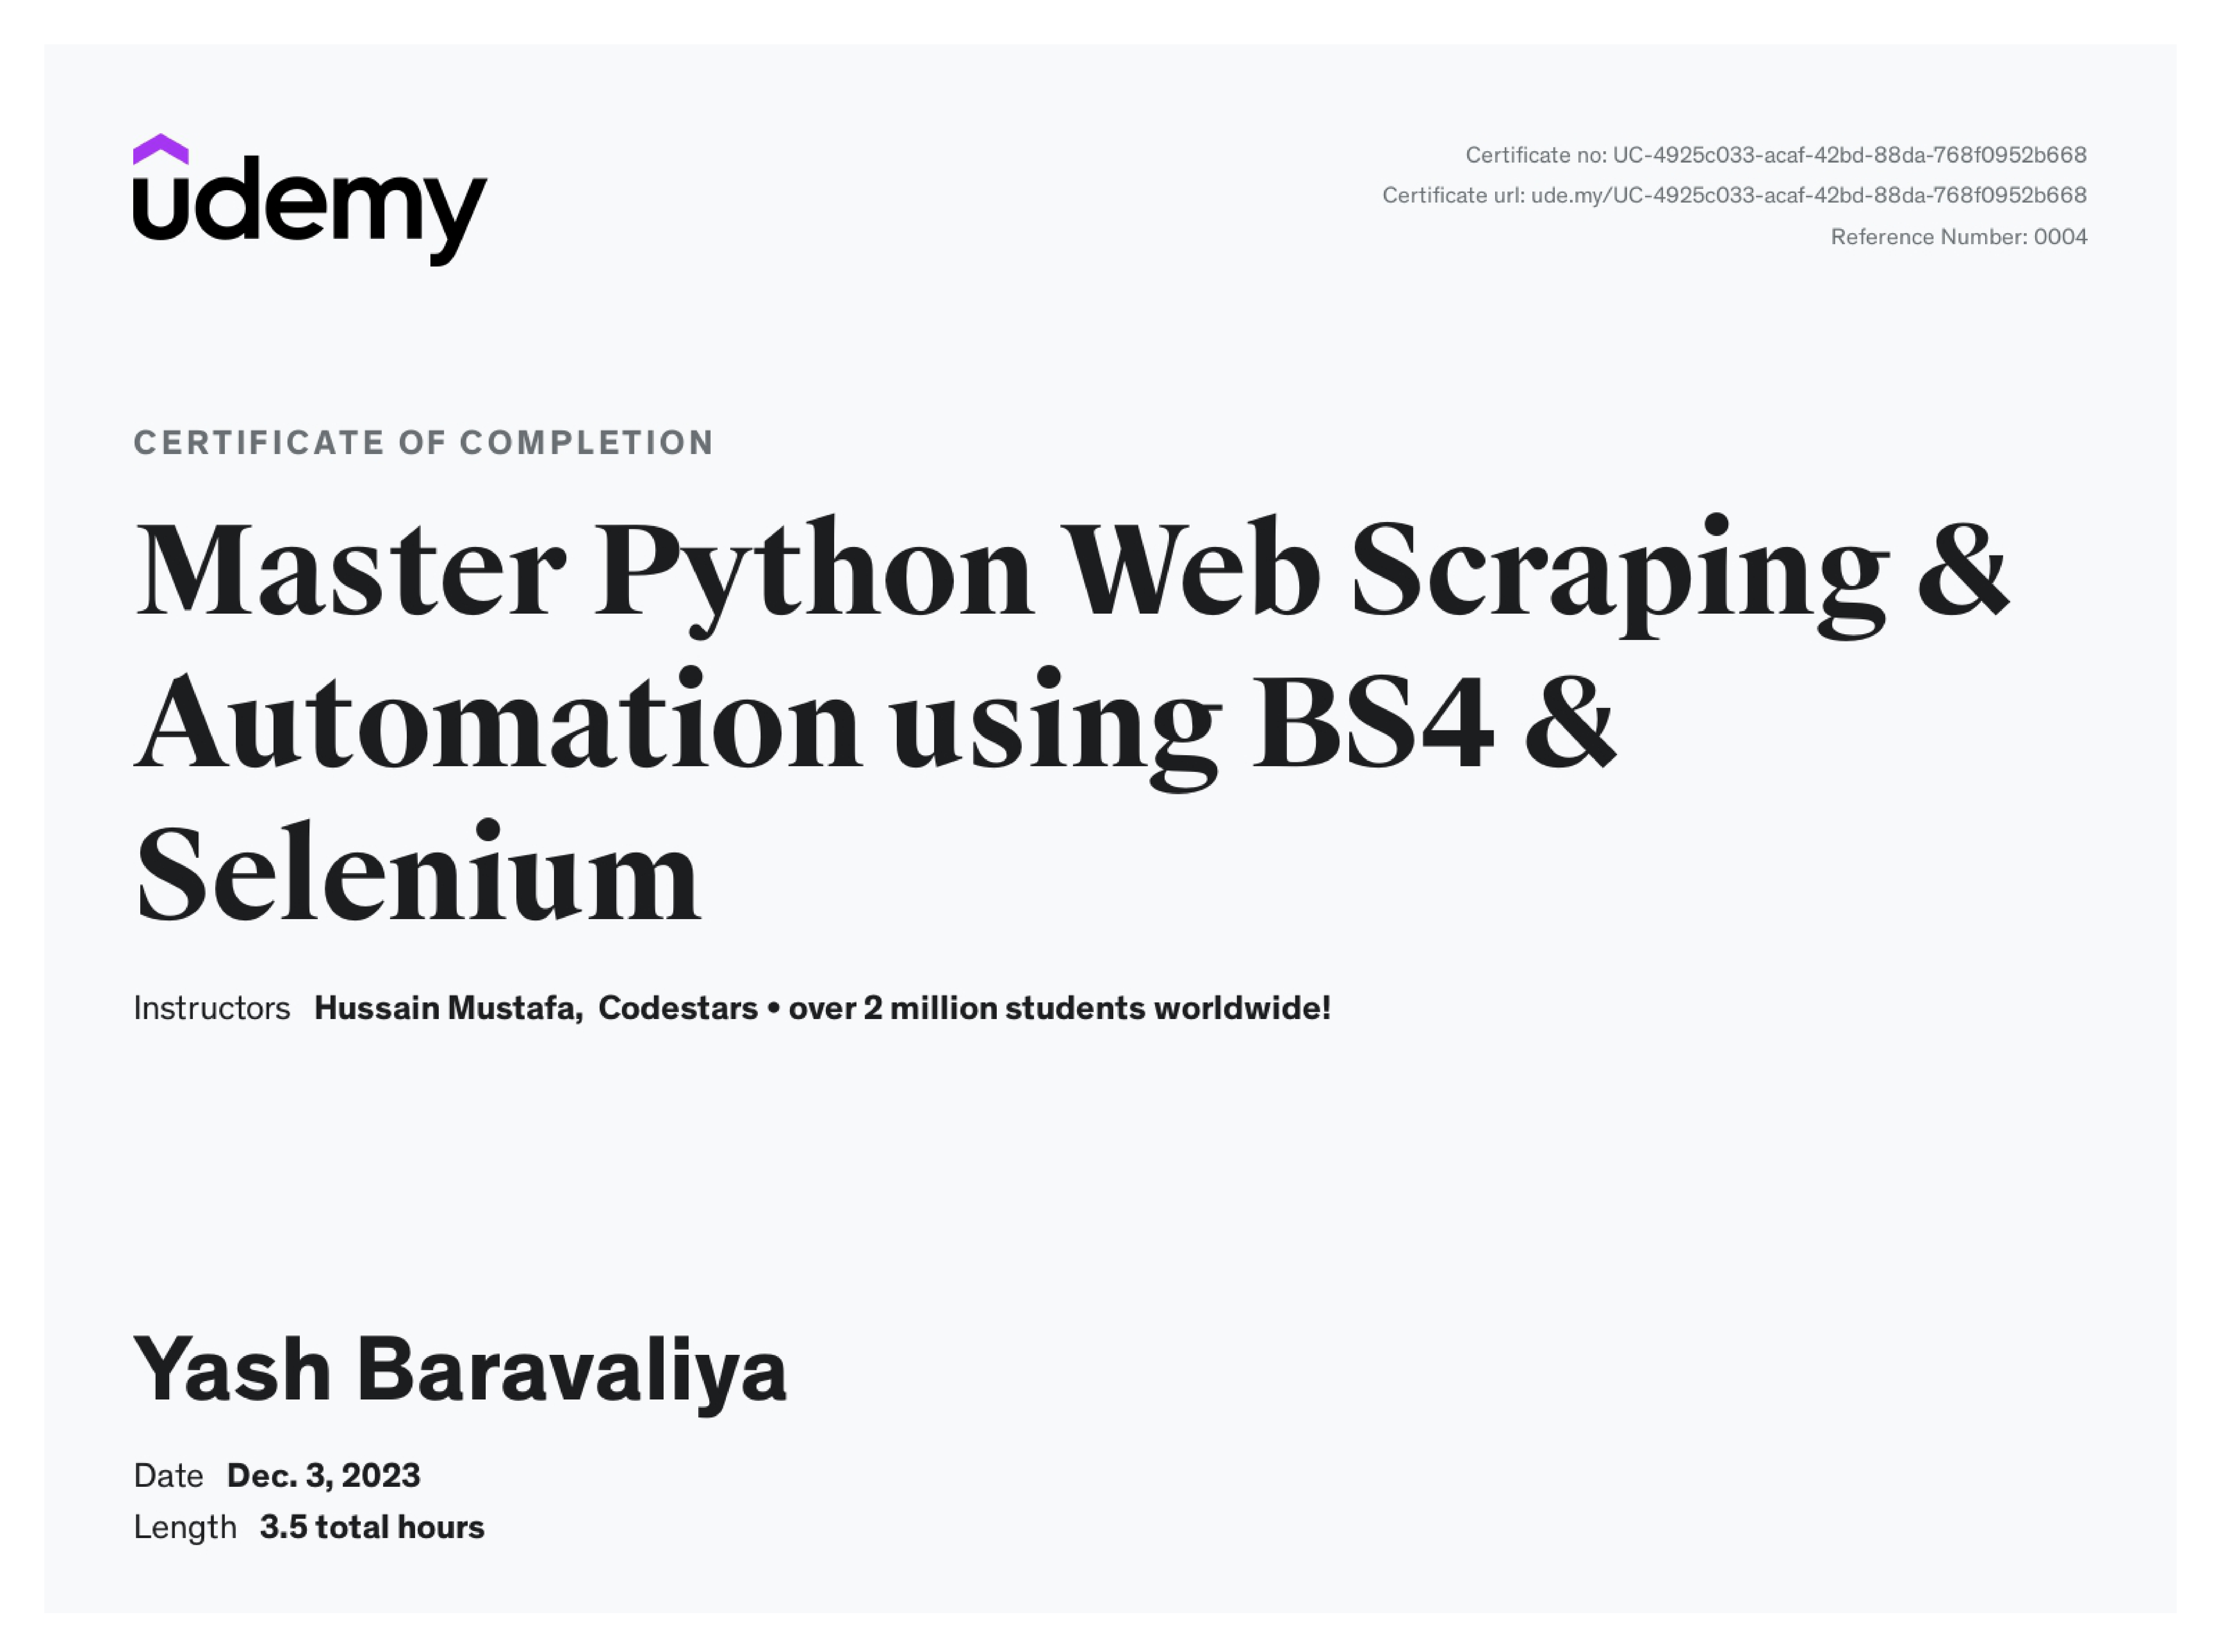 udemy
Certificate no: UC-4925c033-acaf-42bd-88da-768f0952b668
Certificate url: ude.my/UC-4925c033-acaf-42bd-88da-768f0952b668
Reference Number: 0004
CERTIFICATE OF COMPLETION
Master Python Web Scraping &
Automation using BS4 &
Selenium
Instructors Hussain Mustafa, Codestars • over 2 million students worldwide!
Yash Baravaliya
Date Dec. 3, 2023
Length 3.5 total hours